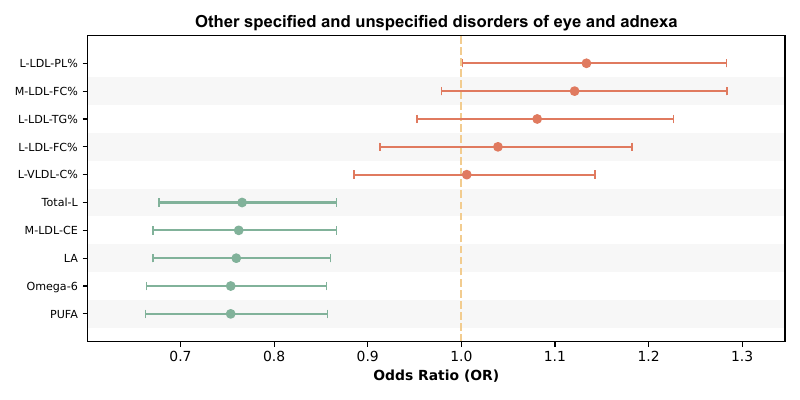 Other specified and unspecified disorders of eye and adnexa
L-LDL-PL%
M-LDL-FC%
L-LDL-TG%
L-LDL-FC%
L-VLDL-C%
Total-L
M-LDL-CE
LA
Omega-6
PUFA
0.7 0.8 0.9 1.0 1.1 1.2 1.3
Odds Ratio (OR)